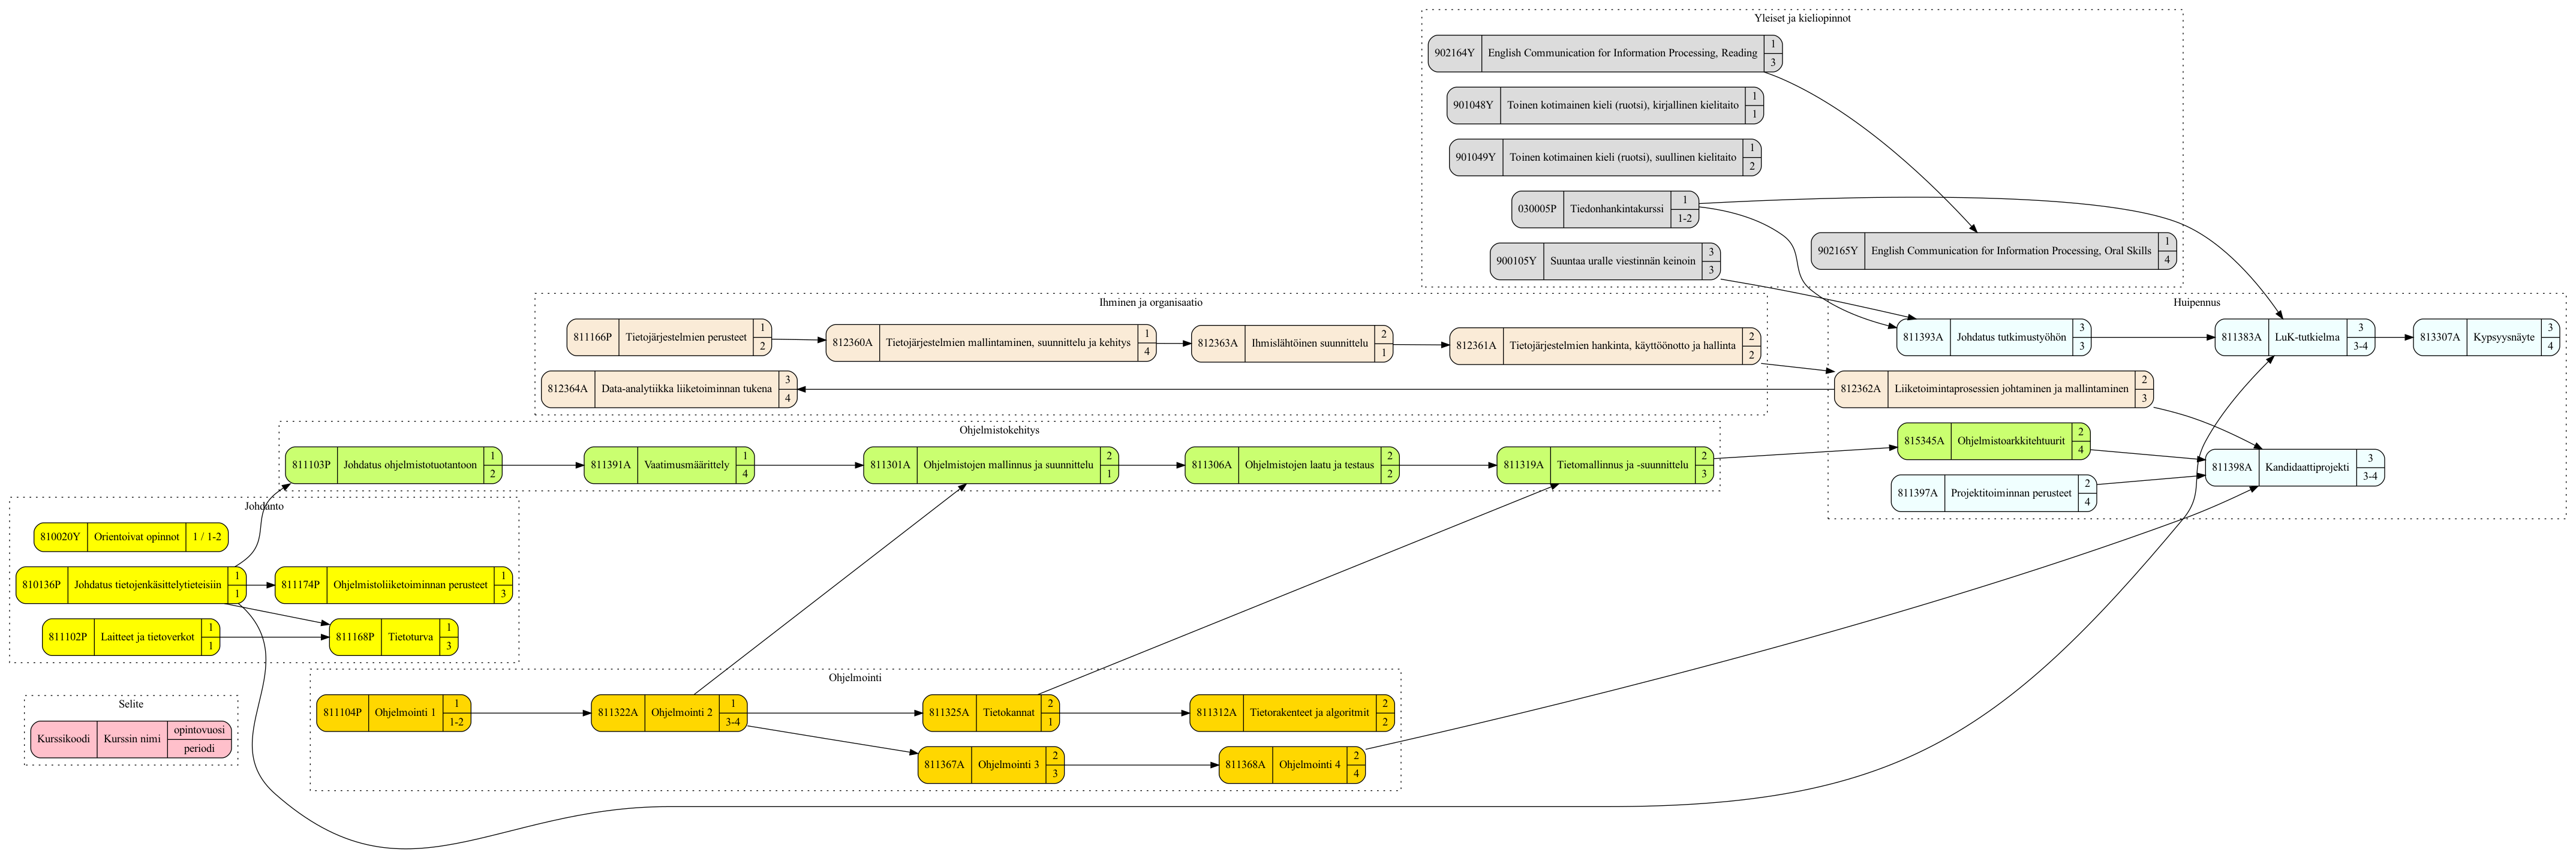 Yleiset ja kieliopinnot
902164Y English Communication for Information Processing, Reading 1 3
901048Y Toinen kotimainen kieli (ruotsi), kirjallinen kielitaito 1 1
901049Y Toinen kotimainen kieli (ruotsi), suullinen kielitaito 1 2
030005P Tiedonhankintakurssi 1 1-2
900105Y Suuntaa uralle viestinnän keinoin 3 3
902165Y English Communication for Information Processing, Oral Skills 1 4
Ihminen ja organisaatio
811166P Tietojärjestelmien perusteet 1 2
812360A Tietojärjestelmien mallintaminen, suunnittelu ja kehitys 1 4
812363A Ihmislähtöinen suunnittelu 2 1
812361A Tietojärjestelmien hankinta, käyttöönotto ja hallinta 2 2
812364A Data-analytiikka liiketoiminnan tukena 3 4
Huipennus
811393A Johdatus tutkimustyöhön 3 3
811383A LuK-tutkielma 3 3-4
813307A Kypsyysnäyte 3 4
812362A Liiketoimintaprosessien johtaminen ja mallintaminen 2 3
815345A Ohjelmistoarkkitehtuurit 2 4
811398A Kandidaattiprojekti 3 3-4
811397A Projektitoiminnan perusteet 2 4
Ohjelmistokehitys
811103P Johdatus ohjelmistotuotantoon 1 2
811391A Vaatimusmäärittely 1 4
811301A Ohjelmistojen mallinnus ja suunnittelu 2 1
811306A Ohjelmistojen laatu ja testaus 2 2
811319A Tietomallinnus ja -suunnittelu 2 3
Johdanto
810020Y Orientoivat opinnot 1 / 1-2
810136P Johdatus tietojenkäsittelytieteisiin 1 1
811174P Ohjelmistoliiketoiminnan perusteet 1 3
811102P Laitteet ja tietoverkot 1 1
811168P Tietoturva 1 3
Ohjelmointi
811104P Ohjelmointi 1 1 1-2
811322A Ohjelmointi 2 1 3-4
811325A Tietokannat 2 1
811312A Tietorakenteet ja algoritmit 2 2
811367A Ohjelmointi 3 2 3
811368A Ohjelmointi 4 2 4
Selite
Kurssikoodi Kurssin nimi opintovuosi periodi